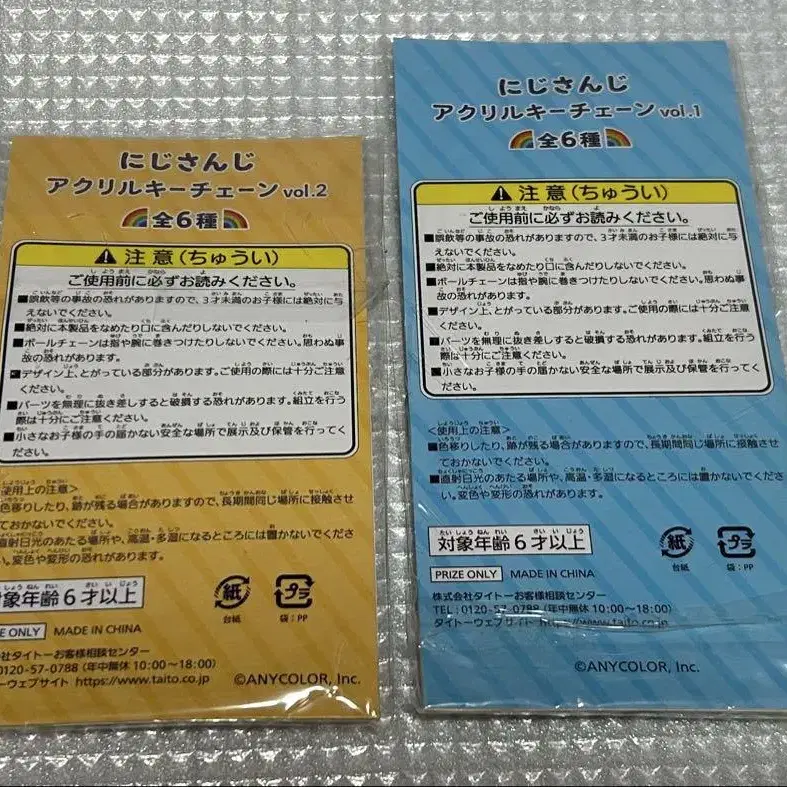 にじさんじ
アクリルキーチェーン vol.2
全6種
注意(ちゅうい)
ご使用前に必ずお読みください。
■誤飲等の事故の恐れがありますので、3才未満のお子様には絶対に与
えないでください。
■絶対に本製品をなめたり口に含んだりしないでください。
■ボールチェーンは指や腕に巻きつけたりしないでください。思わぬ事
故の恐れがあります。
■デザイン上、とがっている部分があります。ご使用の際には十分ご注意
ください。
■パーツを無理に抜き差しすると破損する恐れがあります。組立を行う
際は十分にご注意ください。
■小さなお子様の手の届かない安全な場所で展示及び保管を行ってく
ださい。
使用上の注意>
色移りしたり、跡が残る場合がありますので、長期間同じ場所に接触させ
ておかないでください。
直射日光のあたる場所や、高温・多湿になるところには置かないでくださ
い。変色や変形の恐れがあります。
対象年齢6才以上
紙
台紙
プラ
袋:PP
ZE ONLY MADE IN CHINA
会社タイトーお客様相談センター
0120-57-0788 (年中無休 10:00~18:00)
トーウェブサイト https://www.taito.co.jp
©ANYCOLOR, Inc.
にじさんじ
アクリルキーチェーン vol.1
全6種
注意(ちゅうい)
ご使用前に必ずお読みください。
■誤飲等の事故の恐れがありますので、3才未満のお子様には絶対に与
えないでください。
■絶対に本製品をなめたり口に含んだりしないでください。
■ボールチェーンは指や腕に巻きつけたりしないでください。思わぬ事
故の恐れがあります。
■デザイン上、とがっている部分があります。ご使用の際には十分ご注意
ください。
■パーツを無理に抜き差しすると破損する恐れがあります。組立を行う
際は十分にご注意ください。
■小さなお子様の手の届かない安全な場所で展示及び保管を行ってく
ださい。
<使用上の注意>
■色移りしたり、跡が残る場合がありますので、長期間同じ場所に接触させ
ておかないでください。
■直射日光のあたる場所や、高温・多湿になるところには置かないでくださ
い。変色や変形の恐れがあります。
対象年齢6才以上
紙
台紙
プラ
袋:PP
PRIZE ONLY MADE IN CHINA
株式会社タイトーお客様相談センター
TEL:0120-57-0788 (年中無休 10:00~18:00)
タイトーウェブサイト https://www.taito.co.jp
©ANYCOLOR, Inc.